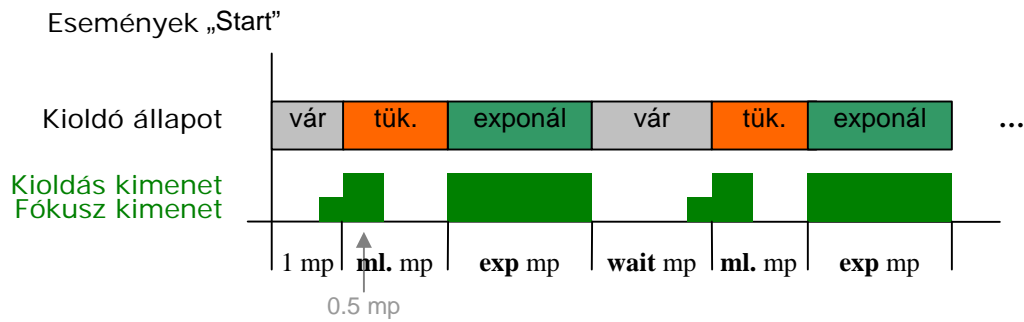 Események „Start”
Kioldó állapot
vár tük. exponál vár tük. exponál ...
Kioldás kimenet
Fókusz kimenet
1 mp ml. mp exp mp wait mp ml. mp exp mp
0.5 mp